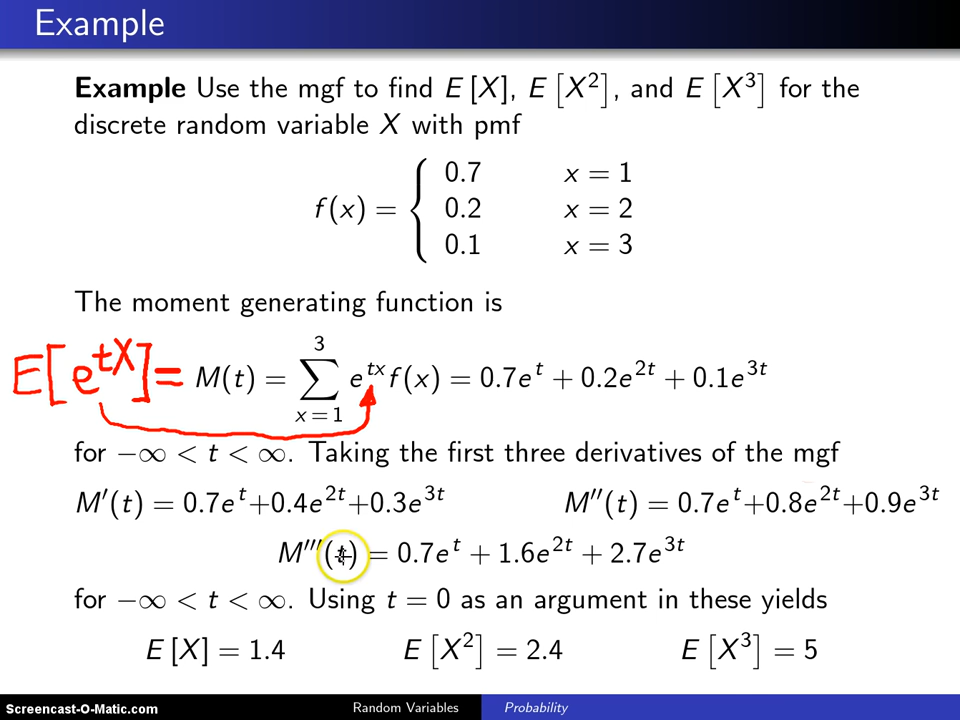 Example
Example Use the mgf to find E [X], E [X²], and E [X³] for the
discrete random variable X with pmf
f(x) = { 0.7 x = 1
0.2 x = 2
0.1 x = 3
The moment generating function is
E[e^{tX}] = M(t) = ∑_{x=1}^{3} e^{tx} f(x) = 0.7e^{t} + 0.2e^{2t} + 0.1e^{3t}
for −∞ < t < ∞. Taking the first three derivatives of the mgf
M′(t) = 0.7e^{t}+0.4e^{2t}+0.3e^{3t} M″(t) = 0.7e^{t}+0.8e^{2t}+0.9e^{3t}
M‴(t) = 0.7e^{t} + 1.6e^{2t} + 2.7e^{3t}
for −∞ < t < ∞. Using t = 0 as an argument in these yields
E [X] = 1.4 E [X²] = 2.4 E [X³] = 5
Screencast-O-Matic.com Random Variables Probability